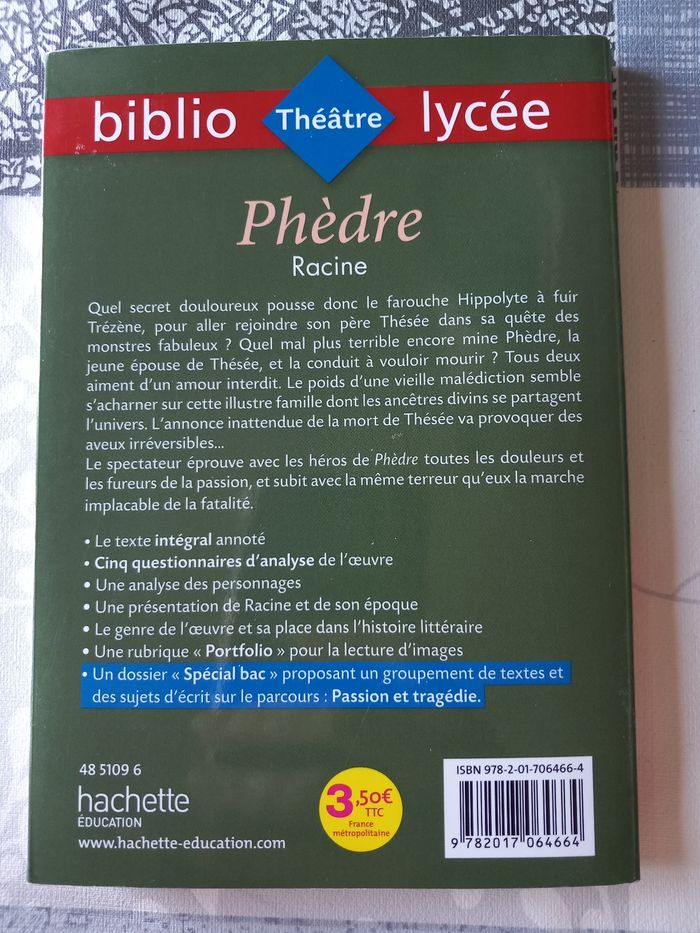 biblio Théâtre lycée
Phèdre
Racine
Quel secret douloureux pousse donc le farouche Hippolyte à fuir
Trézène, pour aller rejoindre son père Thésée dans sa quête des
monstres fabuleux ? Quel mal plus terrible encore mine Phèdre, la
jeune épouse de Thésée, et la conduit à vouloir mourir ? Tous deux
aiment d'un amour interdit. Le poids d'une vieille malédiction semble
s'acharner sur cette illustre famille dont les ancêtres divins se partagent
l'univers. L'annonce inattendue de la mort de Thésée va provoquer des
aveux irréversibles...
Le spectateur éprouve avec les héros de Phèdre toutes les douleurs et
les fureurs de la passion, et subit avec la même terreur qu'eux la marche
implacable de la fatalité.
• Le texte intégral annoté
• Cinq questionnaires d'analyse de l'œuvre
• Une analyse des personnages
• Une présentation de Racine et de son époque
• Le genre de l'œuvre et sa place dans l'histoire littéraire
• Une rubrique « Portfolio » pour la lecture d'images
• Un dossier « Spécial bac » proposant un groupement de textes et
des sujets d'écrit sur le parcours : Passion et tragédie.
48 5109 6
hachette
ÉDUCATION
www.hachette-education.com
3,50€
TTC
France
métropolitaine
ISBN 978-2-01-706466-4
9 782017 064664